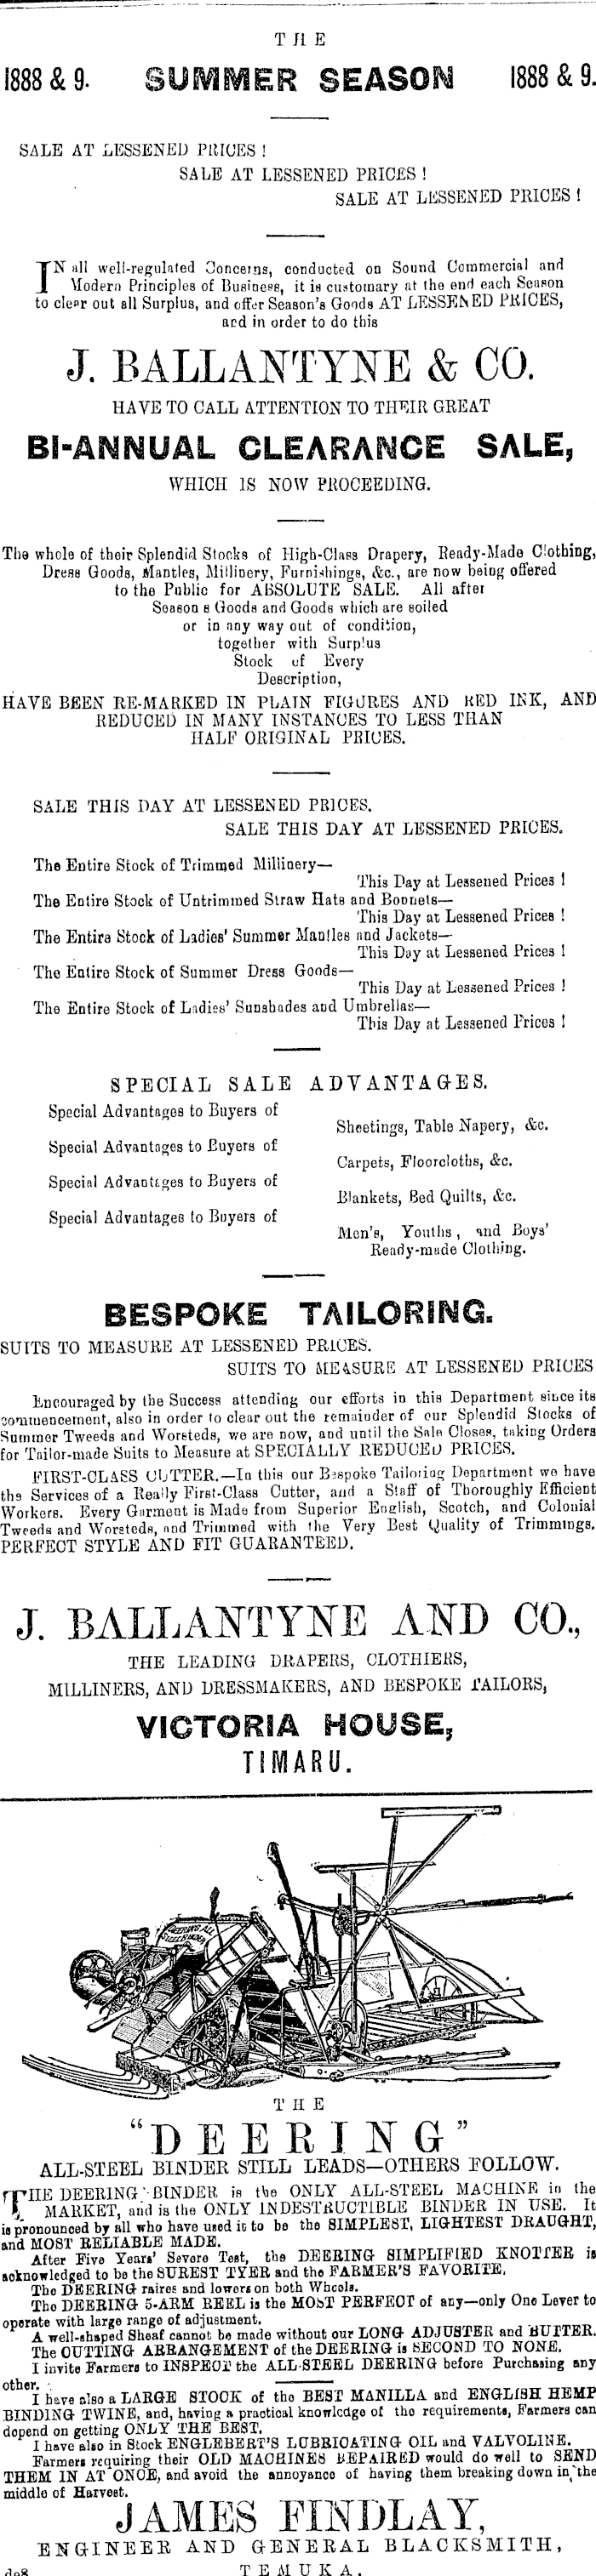 THE
1888 & 9. SUMMER SEASON 1888 & 9.
SALE AT LESSENED PRICES !
SALE AT LESSENED PRICES !
SALE AT LESSENED PRICES !
IN all well-regulated Concerns, conducted on Sound Commercial and
Modern Principles of Business, it is customary at the end each Season
to clear out all Surplus, and offer Season's Goods AT LESSENED PRICES,
and in order to do this
J. BALLANTYNE & CO.
HAVE TO CALL ATTENTION TO THEIR GREAT
BI-ANNUAL CLEARANCE SALE,
WHICH IS NOW PROCEEDING.
The whole of their Splendid Stocks of High-Class Drapery, Ready-Made Clothing,
Dress Goods, Mantles, Millinery, Furnishings, &c., are now being offered
to the Public for ABSOLUTE SALE. All after
Season s Goods and Goods which are soiled
or in any way out of condition,
together with Surplus
Stock of Every
Description,
HAVE BEEN RE-MARKED IN PLAIN FIGURES AND RED INK, AND
REDUCED IN MANY INSTANCES TO LESS THAN
HALF ORIGINAL PRICES.
SALE THIS DAY AT LESSENED PRICES.
SALE THIS DAY AT LESSENED PRICES.
The Entire Stock of Trimmed Millinery—
This Day at Lessened Prices !
The Entire Stock of Untrimmed Straw Hats and Bonnets—
This Day at Lessened Prices !
The Entire Stock of Ladies' Summer Mantles and Jackets—
This Day at Lessened Prices !
The Entire Stock of Summer Dress Goods—
This Day at Lessened Prices !
The Entire Stock of Ladies' Sunshades and Umbrellas—
This Day at Lessened Prices !
SPECIAL SALE ADVANTAGES.
Special Advantages to Buyers of
Sheetings, Table Napery, &c.
Special Advantages to Buyers of
Carpets, Floorcloths, &c.
Special Advantages to Buyers of
Blankets, Bed Quilts, &c.
Special Advantages to Buyers of
Men's, Youths, and Boys'
Ready-made Clothing.
BESPOKE TAILORING.
SUITS TO MEASURE AT LESSENED PRICES.
SUITS TO MEASURE AT LESSENED PRICES
Encouraged by the Success attending our efforts in this Department since its
commencement, also in order to clear out the remainder of our Splendid Stocks of
Summer Tweeds and Worsteds, we are now, and until the Sale Closes, taking Orders
for Tailor-made Suits to Measure at SPECIALLY REDUCED PRICES.
FIRST-CLASS CUTTER.—In this our Bespoke Tailoring Department we have
the Services of a Really First-Class Cutter, and a Staff of Thoroughly Efficient
Workers. Every Garment is Made from Superior English, Scotch, and Colonial
Tweeds and Worsteds, and Trimmed with the Very Best Quality of Trimmings.
PERFECT STYLE AND FIT GUARANTEED.
J. BALLANTYNE AND CO.,
THE LEADING DRAPERS, CLOTHIERS,
MILLINERS, AND DRESSMAKERS, AND BESPOKE TAILORS,
VICTORIA HOUSE,
TIMARU.
DEERING ALL
STEEL BINDER
THE
"DEERING"
ALL-STEEL BINDER STILL LEADS—OTHERS FOLLOW.
THE DEERING BINDER is the ONLY ALL-STEEL MACHINE in the
MARKET, and is the ONLY INDESTRUCTIBLE BINDER IN USE. It
is pronounced by all who have used it to be the SIMPLEST, LIGHTEST DRAUGHT,
and MOST RELIABLE MADE.
After Five Years' Severe Test, the DEERING SIMPLIFIED KNOTTER is
acknowledged to be the SUREST TYER and the FARMER'S FAVORITE.
The DEERING raises and lowers on both Wheels.
The DEERING 5-ARM REEL is the MOST PERFECT of any—only One Lever to
operate with large range of adjustment.
A well-shaped Sheaf cannot be made without our LONG ADJUSTER and BUTTER.
The CUTTING ARRANGEMENT of the DEERING is SECOND TO NONE.
I invite Farmers to INSPECT the ALL-STEEL DEERING before Purchasing any
other.
I have also a LARGE STOCK of the BEST MANILLA and ENGLISH HEMP
BINDING TWINE, and, having a practical knowledge of the requirements, Farmers can
depend on getting ONLY THE BEST.
I have also in Stock ENGLEBERT'S LUBRICATING OIL and VALVOLINE.
Farmers requiring their OLD MACHINES REPAIRED would do well to SEND
THEM IN AT ONCE, and avoid the annoyance of having them breaking down in the
middle of Harvest.
JAMES FINDLAY,
ENGINEER AND GENERAL BLACKSMITH,
de8 TEMUKA.